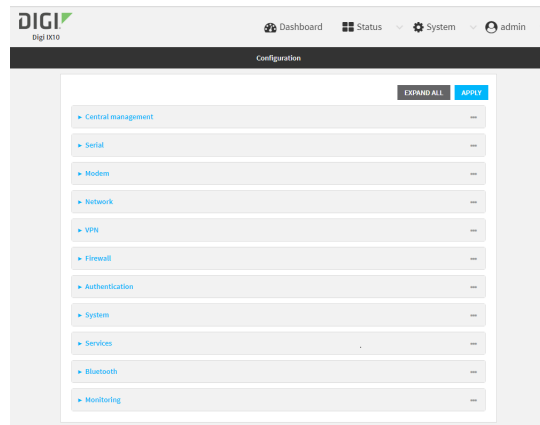 DIGI
Digi IX10
Dashboard Status System admin
Configuration
EXPAND ALL APPLY
Central management
Serial
Modem
Network
VPN
Firewall
Authentication
System
Services
Bluetooth
Monitoring